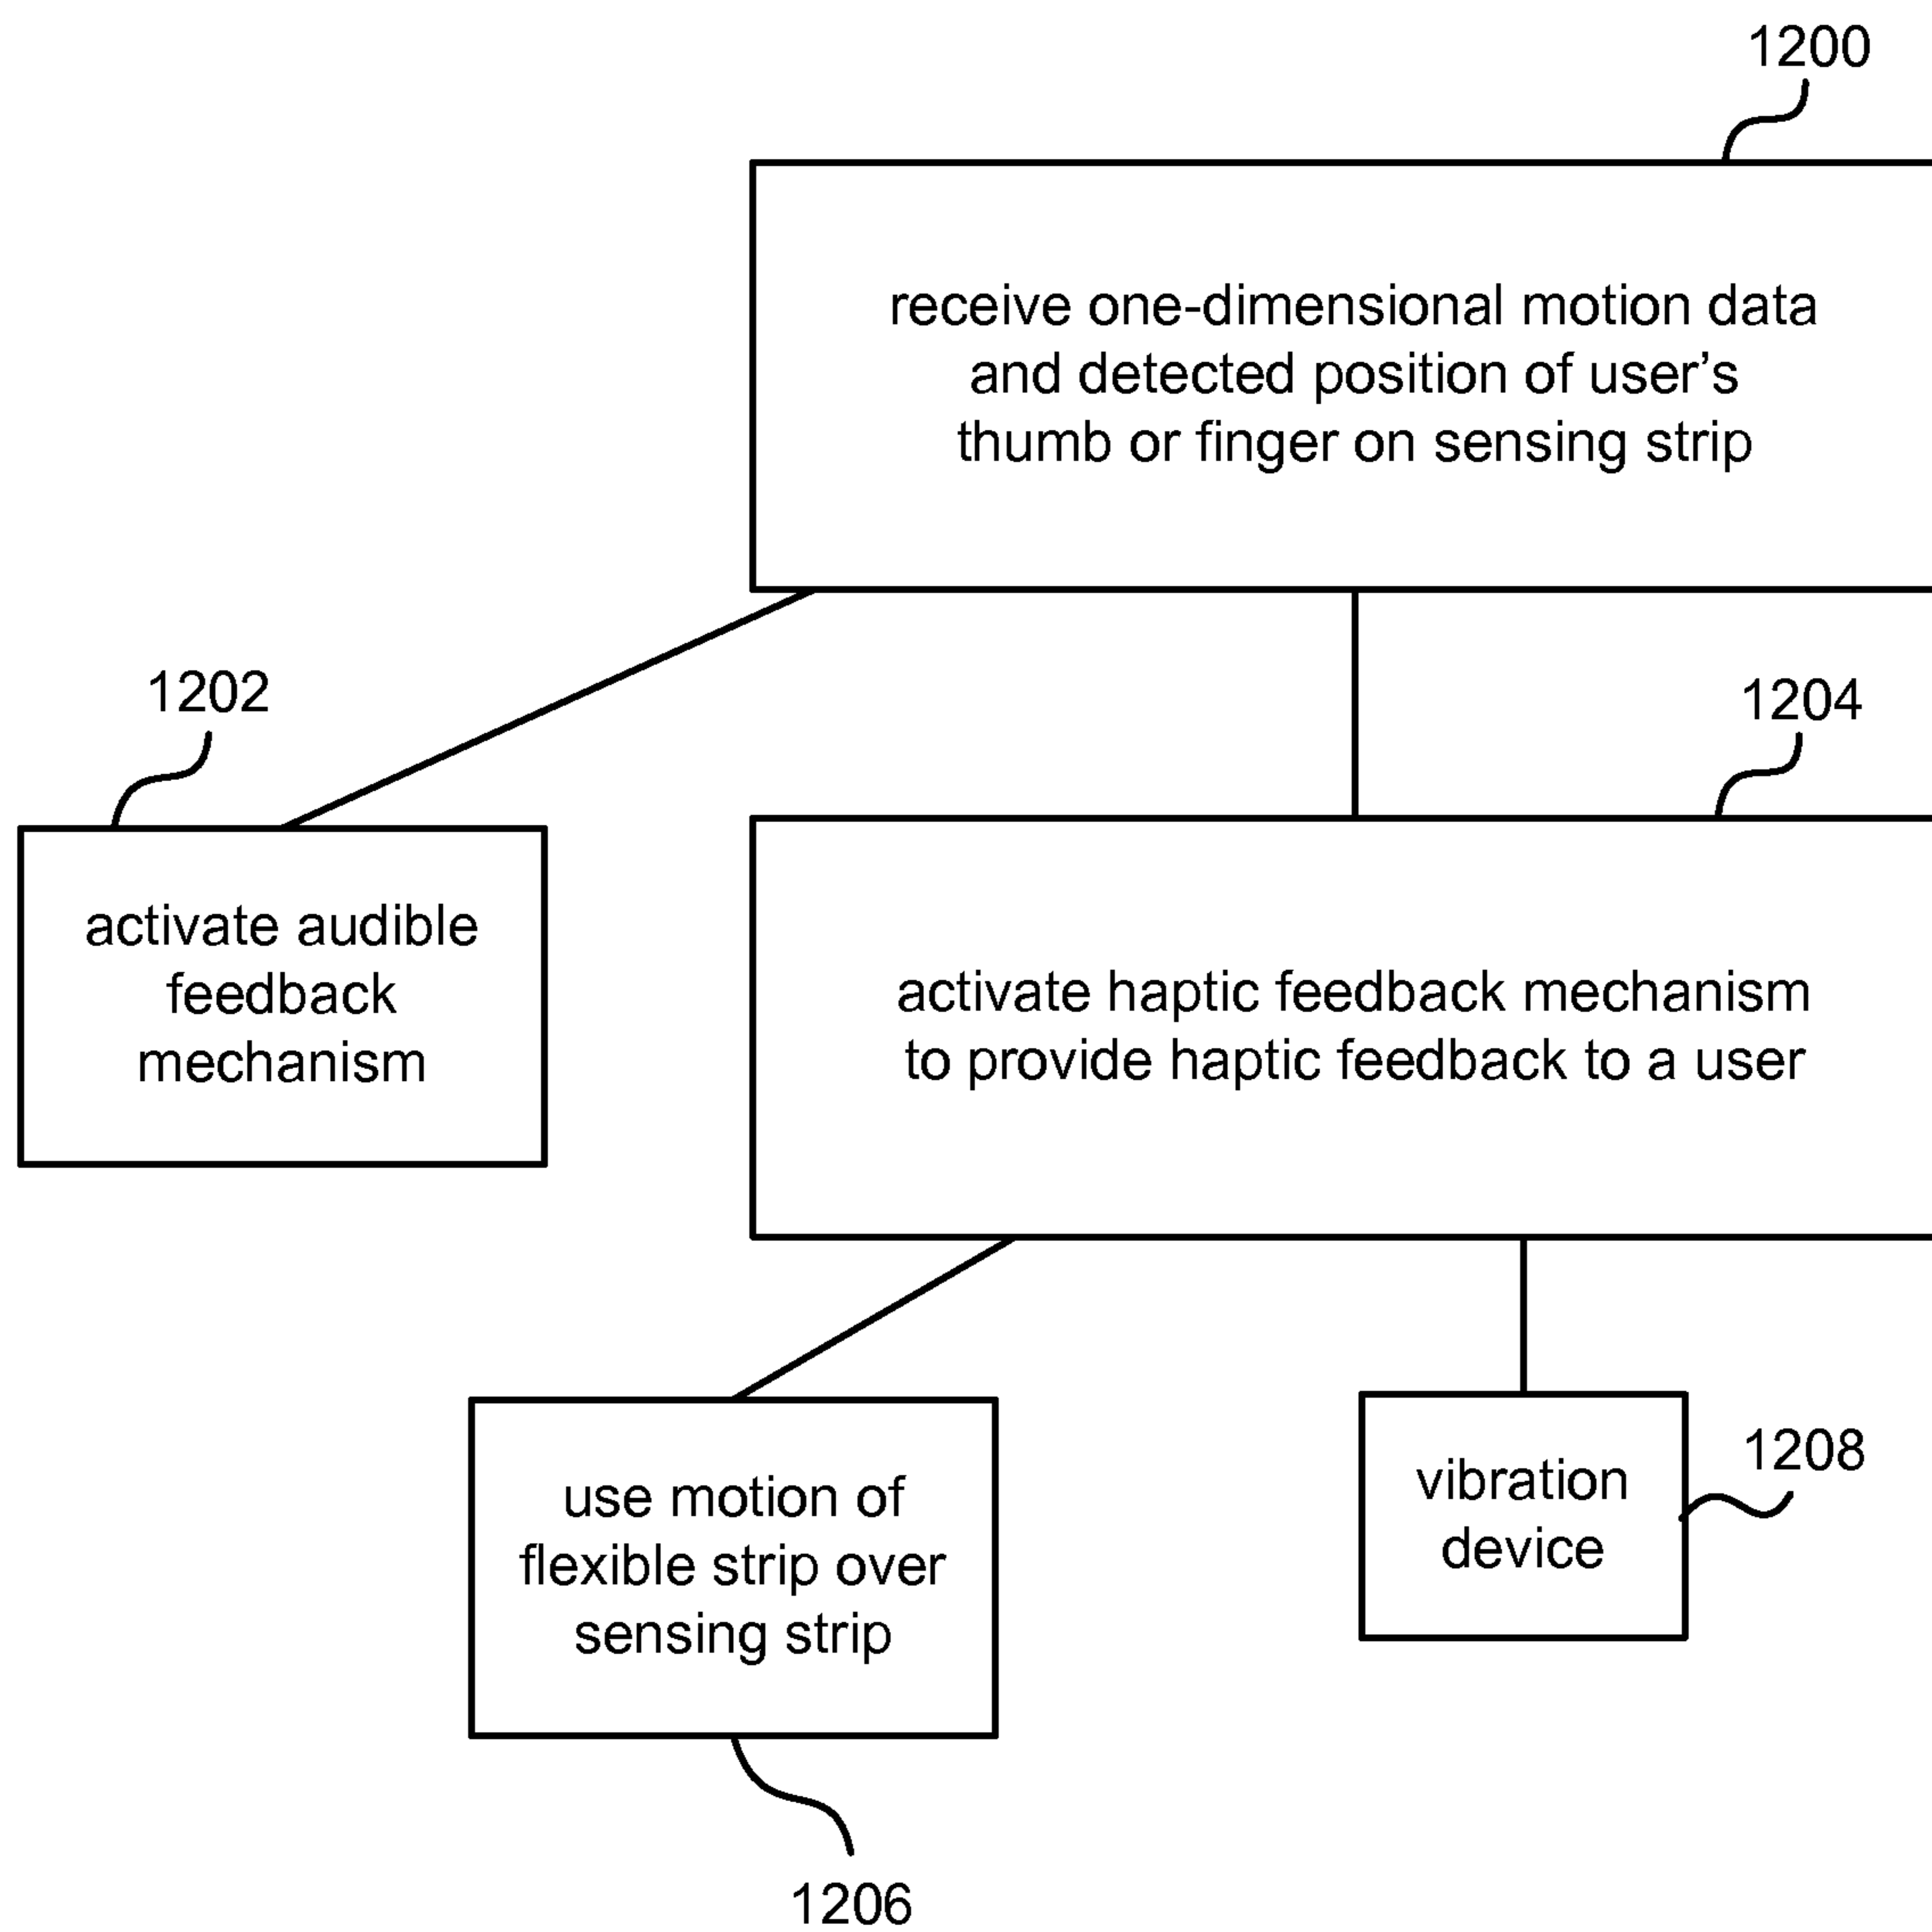 1200
receive one-dimensional motion data
and detected position of user’s
thumb or finger on sensing strip
1202
1204
activate audible
feedback
mechanism
activate haptic feedback mechanism
to provide haptic feedback to a user
use motion of
flexible strip over
sensing strip
vibration
device
1208
1206